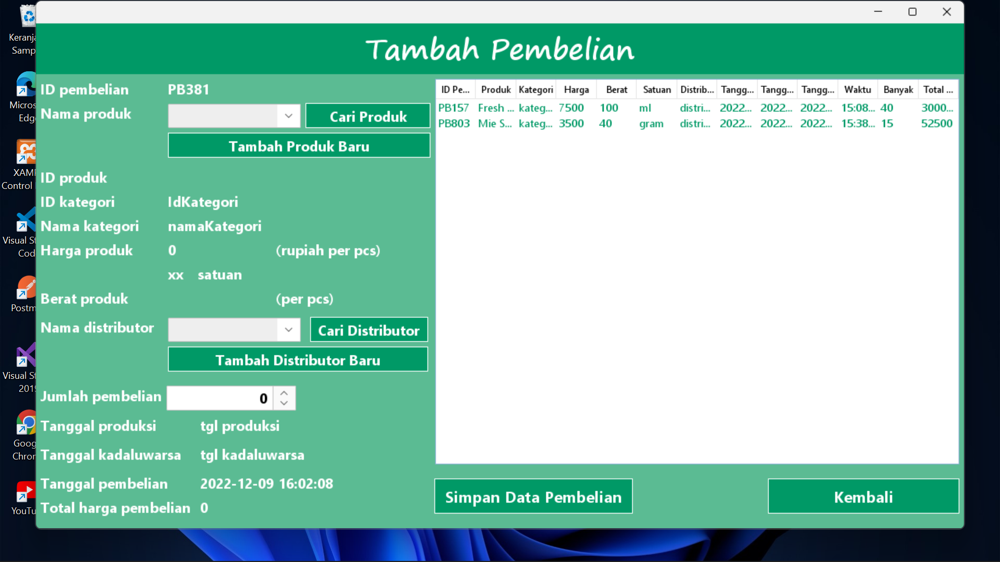 Keranja
Samp
Micros
Edg
XAMP
Control
Visual St
Cod
Postm
Visual St
2019
Goog
Chron
YouTu
Tambah Pembelian
ID pembelian PB381
Nama produk Cari Produk
Tambah Produk Baru
ID produk
ID kategori IdKategori
Nama kategori namaKategori
Harga produk 0 (rupiah per pcs)
xx satuan
Berat produk (per pcs)
Nama distributor Cari Distributor
Tambah Distributor Baru
Jumlah pembelian 0
Tanggal produksi tgl produksi
Tanggal kadaluwarsa tgl kadaluwarsa
Tanggal pembelian 2022-12-09 16:02:08
Total harga pembelian 0
ID Pe... Produk Kategori Harga Berat Satuan Distrib... Tangg... Tangg... Tangg... Waktu Banyak Total ...
PB157 Fresh ... kateg... 7500 100 ml distri... 2022... 2022... 2022... 15:08... 40 3000...
PB803 Mie S... kateg... 3500 40 gram distri... 2022... 2022... 2022... 15:38... 15 52500
Simpan Data Pembelian Kembali